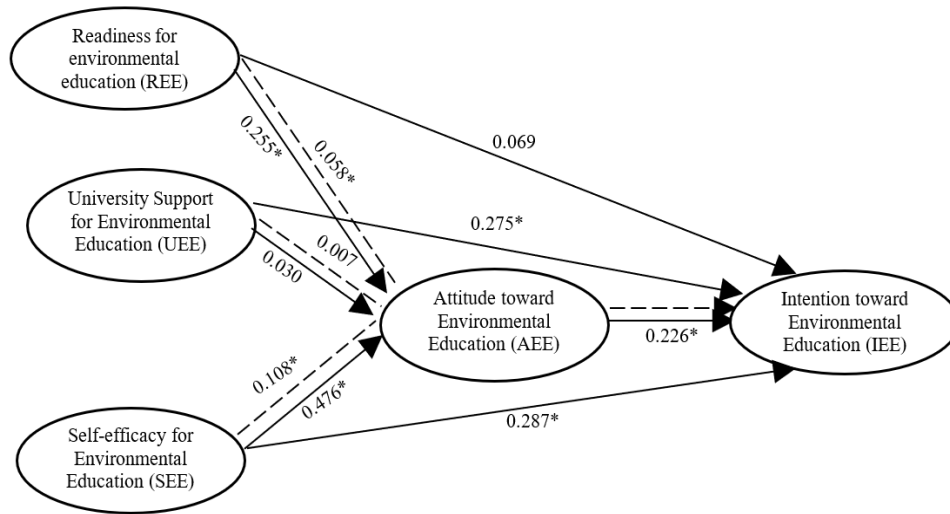 Readiness for
environmental
education (REE)
0.255*
0.058*
0.069
University Support
for Environmental
Education (UEE)
0.275*
0.007
0.030
Attitude toward
Environmental
Education (AEE)
0.226*
Intention toward
Environmental
Education (IEE)
0.108*
0.476*
0.287*
Self-efficacy for
Environmental
Education (SEE)